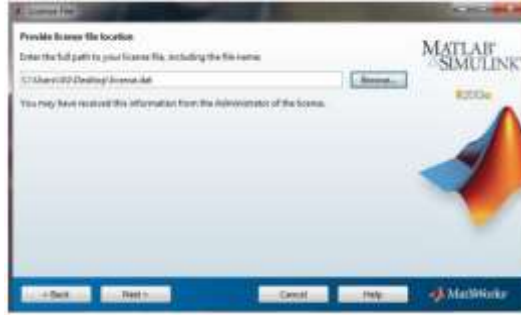 License File
Provide license file location
Enter the full path to your license file, including the file name:
Browse...
You may have received this information from the Administrator of the license.
MATLAB®
SIMULINK®
< Back
Next >
Cancel
Help
MathWorks